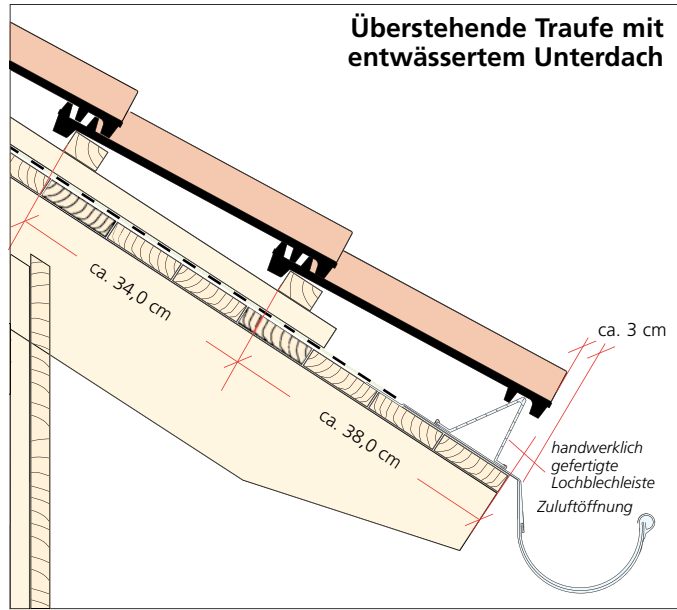 Überstehende Traufe mit
entwässertem Unterdach
ca. 34,0 cm
ca. 3 cm
ca. 38,0 cm
handwerklich
gefertigte
Lochblechleiste
Zuluftöffnung